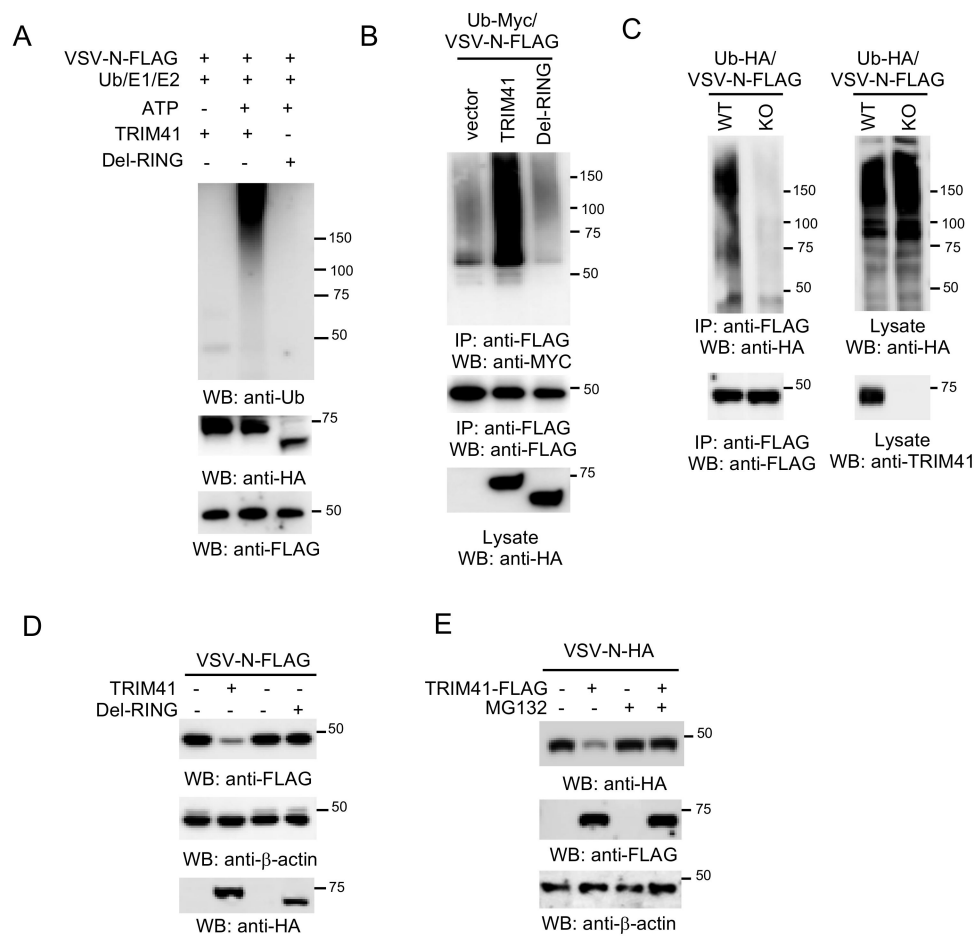 A
VSV-N-FLAG + + +
Ub/E1/E2 + + +
ATP - + +
TRIM41 + + -
Del-RING - - +
150
100
75
50
WB: anti-Ub
75
WB: anti-HA
50
WB: anti-FLAG
B
Ub-Myc/
VSV-N-FLAG
vector
TRIM41
Del-RING
150
100
75
50
IP: anti-FLAG
WB: anti-MYC
50
IP: anti-FLAG
WB: anti-FLAG
75
Lysate
WB: anti-HA
C
Ub-HA/
VSV-N-FLAG
WT
KO
150
100
75
50
IP: anti-FLAG
WB: anti-HA
50
IP: anti-FLAG
WB: anti-FLAG
Ub-HA/
VSV-N-FLAG
WT
KO
150
100
75
50
Lysate
WB: anti-HA
75
Lysate
WB: anti-TRIM41
D
VSV-N-FLAG
TRIM41 - + - -
Del-RING - - - +
50
WB: anti-FLAG
50
WB: anti-β-actin
75
WB: anti-HA
E
VSV-N-HA
TRIM41-FLAG - + - +
MG132 - - + +
50
WB: anti-HA
75
WB: anti-FLAG
50
WB: anti-β-actin